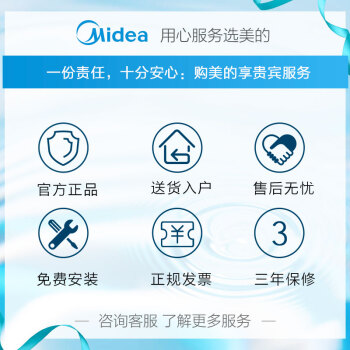 Midea 用心服务选美的
一份责任，十分安心：购美的享贵宾服务
官方正品 送货入户 售后无忧
¥ 3
免费安装 正规发票 三年保修
咨询客服 了解更多服务